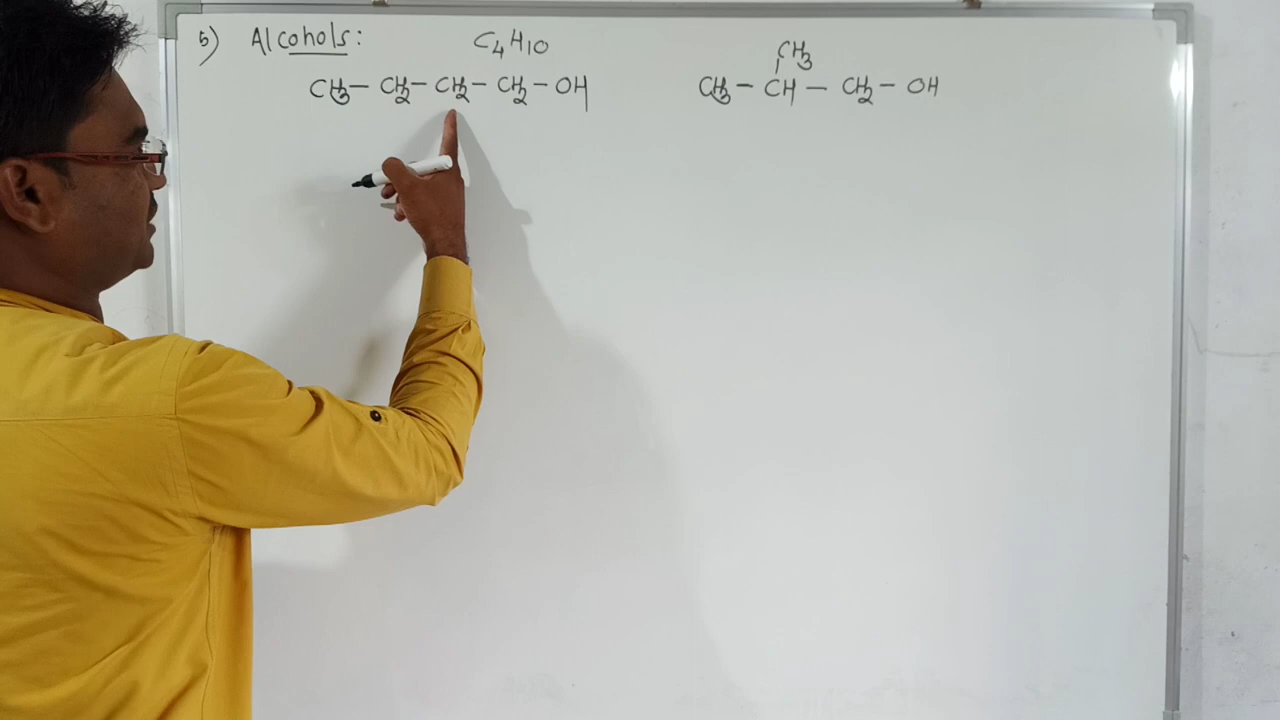 5) Alcohols: C4H10
CH3
CH3 – CH2 – CH2 – CH2 – OH CH3 – CH – CH2 – OH